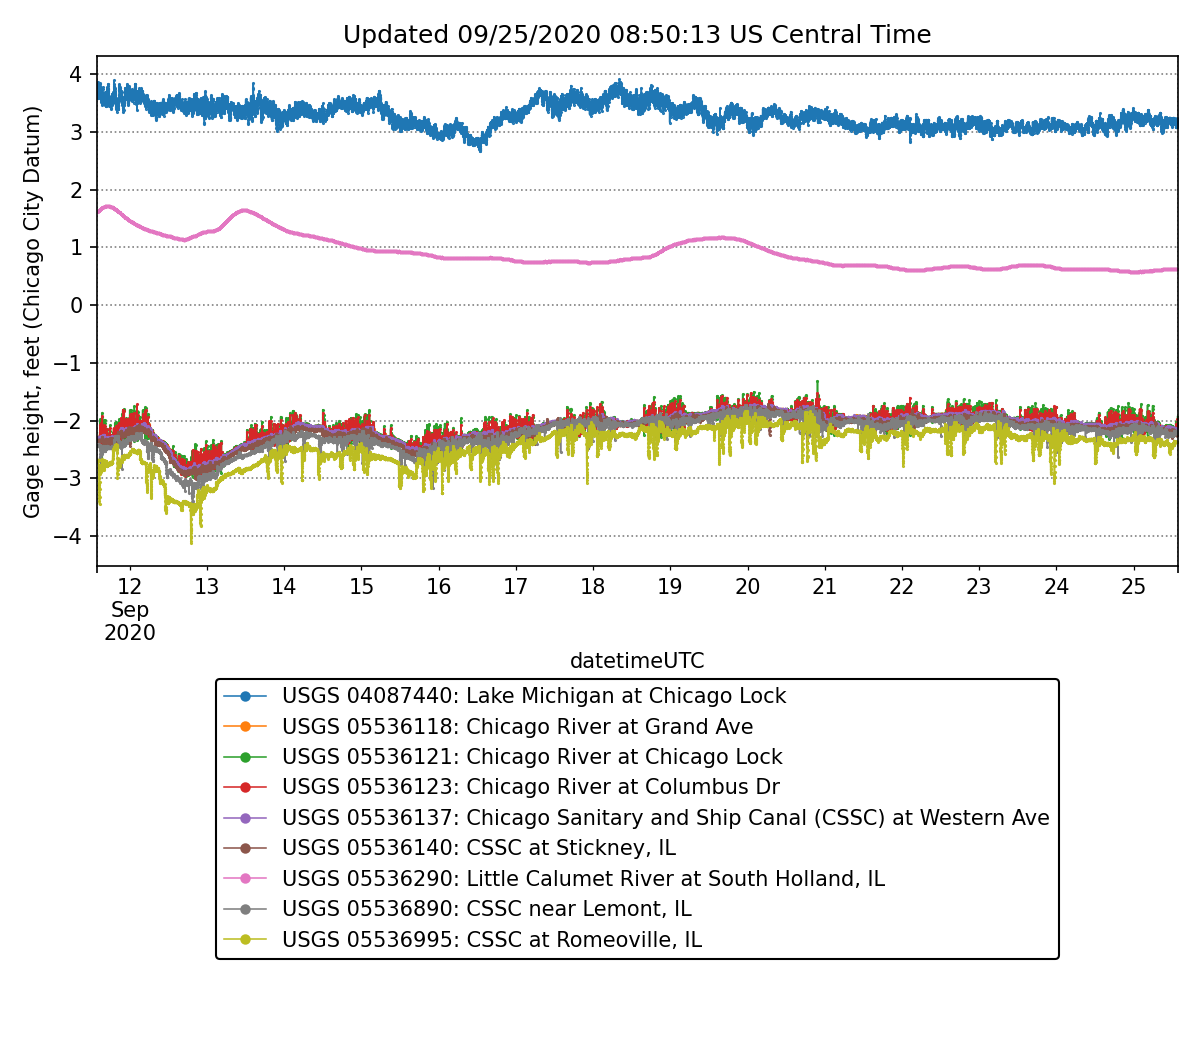 Updated 09/25/2020 08:50:13 US Central Time
Gage height, feet (Chicago City Datum)
4
3
2
1
0
−1
−2
−3
−4
12 13 14 15 16 17 18 19 20 21 22 23 24 25
Sep
2020
datetimeUTC
USGS 04087440: Lake Michigan at Chicago Lock
USGS 05536118: Chicago River at Grand Ave
USGS 05536121: Chicago River at Chicago Lock
USGS 05536123: Chicago River at Columbus Dr
USGS 05536137: Chicago Sanitary and Ship Canal (CSSC) at Western Ave
USGS 05536140: CSSC at Stickney, IL
USGS 05536290: Little Calumet River at South Holland, IL
USGS 05536890: CSSC near Lemont, IL
USGS 05536995: CSSC at Romeoville, IL